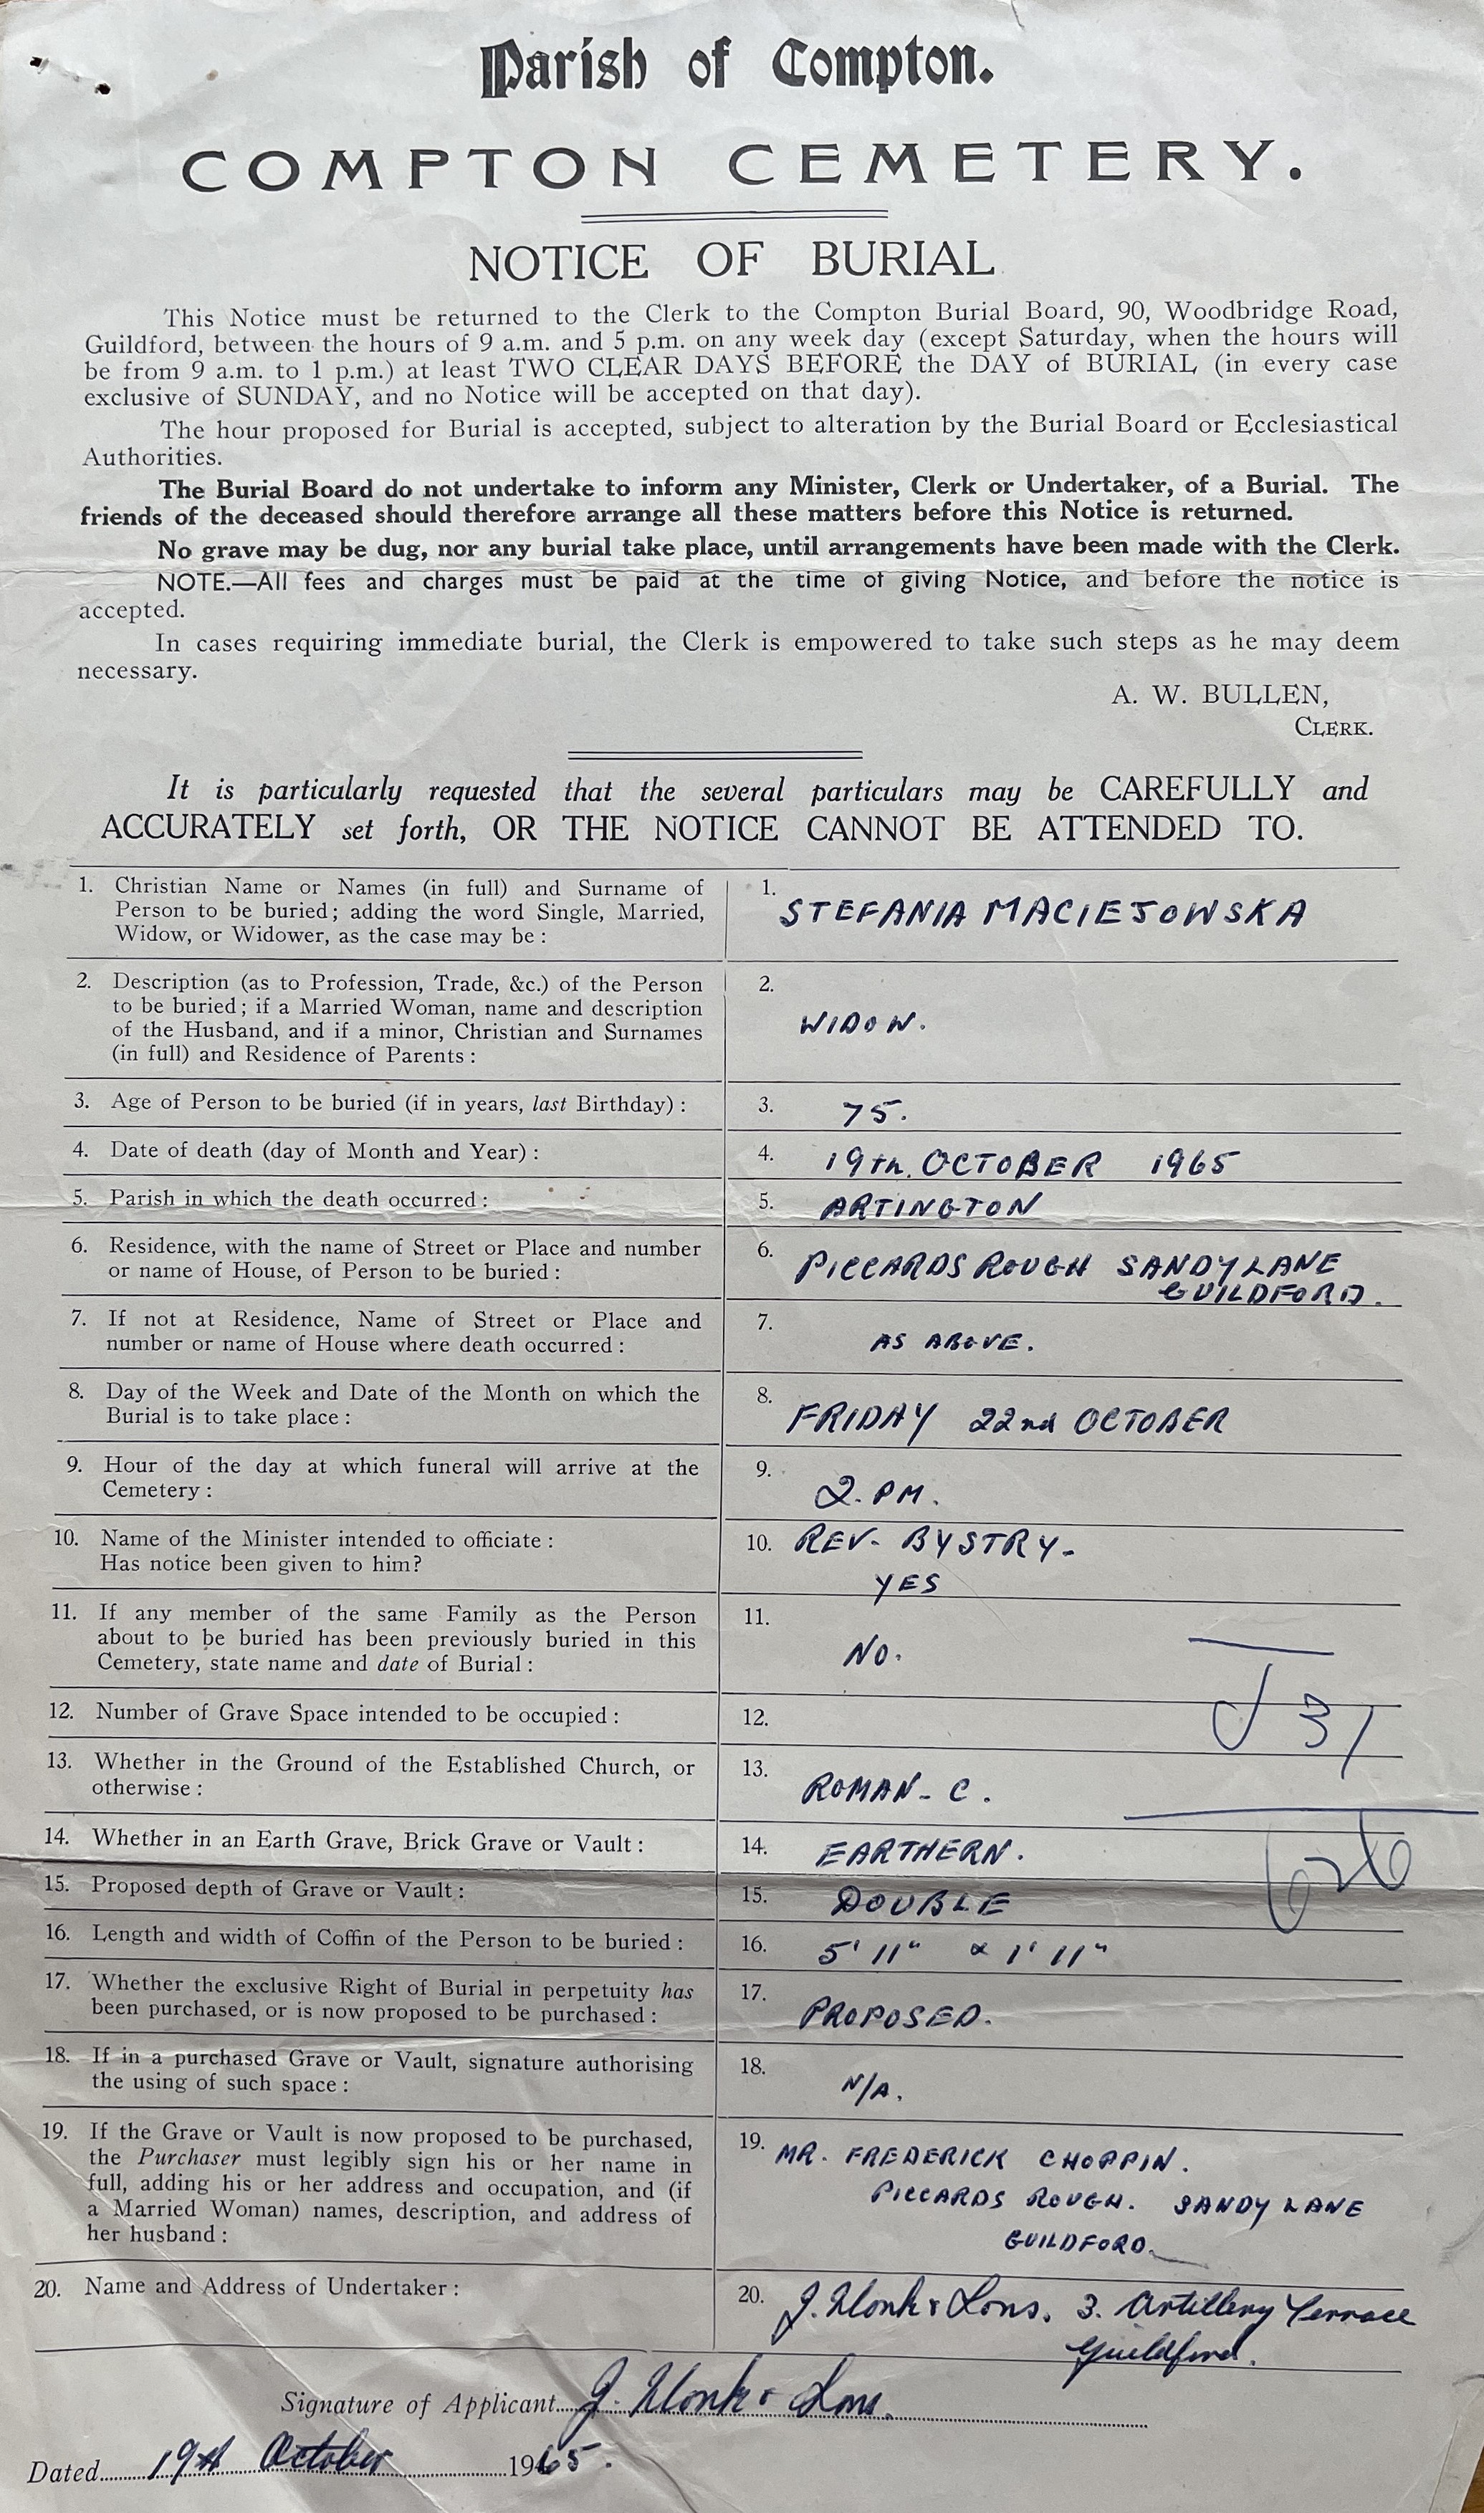 Parish of Compton.
COMPTON CEMETERY.
NOTICE OF BURIAL
This Notice must be returned to the Clerk to the Compton Burial Board, 90, Woodbridge Road,
Guildford, between the hours of 9 a.m. and 5 p.m. on any week day (except Saturday, when the hours will
be from 9 a.m. to 1 p.m.) at least TWO CLEAR DAYS BEFORE the DAY of BURIAL (in every case
exclusive of SUNDAY, and no Notice will be accepted on that day).
The hour proposed for Burial is accepted, subject to alteration by the Burial Board or Ecclesiastical
Authorities.
The Burial Board do not undertake to inform any Minister, Clerk or Undertaker, of a Burial. The
friends of the deceased should therefore arrange all these matters before this Notice is returned.
No grave may be dug, nor any burial take place, until arrangements have been made with the Clerk.
NOTE.—All fees and charges must be paid at the time of giving Notice, and before the notice is
accepted.
In cases requiring immediate burial, the Clerk is empowered to take such steps as he may deem
necessary.
A. W. BULLEN,
CLERK.
It is particularly requested that the several particulars may be CAREFULLY and
ACCURATELY set forth, OR THE NOTICE CANNOT BE ATTENDED TO.
1. Christian Name or Names (in full) and Surname of
Person to be buried; adding the word Single, Married,
Widow, or Widower, as the case may be:
1. STEFANIA MACIEJOWSKA
2. Description (as to Profession, Trade, &c.) of the Person
to be buried; if a Married Woman, name and description
of the Husband, and if a minor, Christian and Surnames
(in full) and Residence of Parents:
2.
WIDOW.
3. Age of Person to be buried (if in years, last Birthday):
3. 75.
4. Date of death (day of Month and Year):
4. 19th. OCTOBER 1965
5. Parish in which the death occurred:
5. ARTINGTON
6. Residence, with the name of Street or Place and number
or name of House, of Person to be buried:
6. PICCARDS ROUGH SANDY LANE
GUILDFORD.
7. If not at Residence, Name of Street or Place and
number or name of House where death occurred:
7.
AS ABOVE.
8. Day of the Week and Date of the Month on which the
Burial is to take place:
8.
FRIDAY 22nd OCTOBER
9. Hour of the day at which funeral will arrive at the
Cemetery:
9.
2. PM.
10. Name of the Minister intended to officiate:
Has notice been given to him?
10. REV. BYSTRY-
YES
11. If any member of the same Family as the Person
about to be buried has been previously buried in this
Cemetery, state name and date of Burial:
11.
NO.
12. Number of Grave Space intended to be occupied:
12. J 31
13. Whether in the Ground of the Established Church, or
otherwise:
13.
ROMAN- C.
14. Whether in an Earth Grave, Brick Grave or Vault:
14. EARTHERN.
626
15. Proposed depth of Grave or Vault:
15. DOUBLE
16. Length and width of Coffin of the Person to be buried:
16. 5' 11" x 1' 11"
17. Whether the exclusive Right of Burial in perpetuity has
been purchased, or is now proposed to be purchased:
17.
PROPOSED.
18. If in a purchased Grave or Vault, signature authorising
the using of such space:
18.
N/A.
19. If the Grave or Vault is now proposed to be purchased,
the Purchaser must legibly sign his or her name in
full, adding his or her address and occupation, and (if
a Married Woman) names, description, and address of
her husband:
19. MR. FREDERICK CHOPPIN.
PICCARDS ROUGH. SANDY LANE
GUILDFORD.
20. Name and Address of Undertaker:
20. J. Monk & Sons. 3. Artillery Terrace
Guildford.
Signature of Applicant J. Monk & Sons.
Dated 19th October 1965.